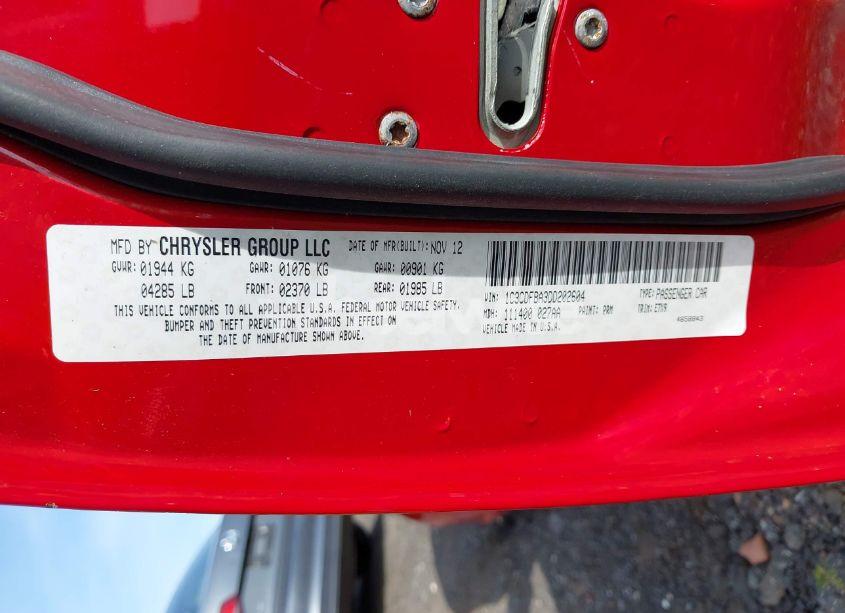 MFD BY CHRYSLER GROUP LLC DATE OF MFR(BUILT): NOV 12
GVWR: 01944 KG GAWR: 01076 KG GAWR: 00901 KG
04285 LB FRONT: 02370 LB REAR: 01985 LB
THIS VEHICLE CONFORMS TO ALL APPLICABLE U.S.A. FEDERAL MOTOR VEHICLE SAFETY,
BUMPER AND THEFT PREVENTION STANDARDS IN EFFECT ON
THE DATE OF MANUFACTURE SHOWN ABOVE.
VIN: 1C3CDFBA3DD202604 TYPE: PASSENGER CAR
MDH: 111400 027AA PAINT: PRM TRIM: E7X9
VEHICLE MADE IN U.S.A. 4658843